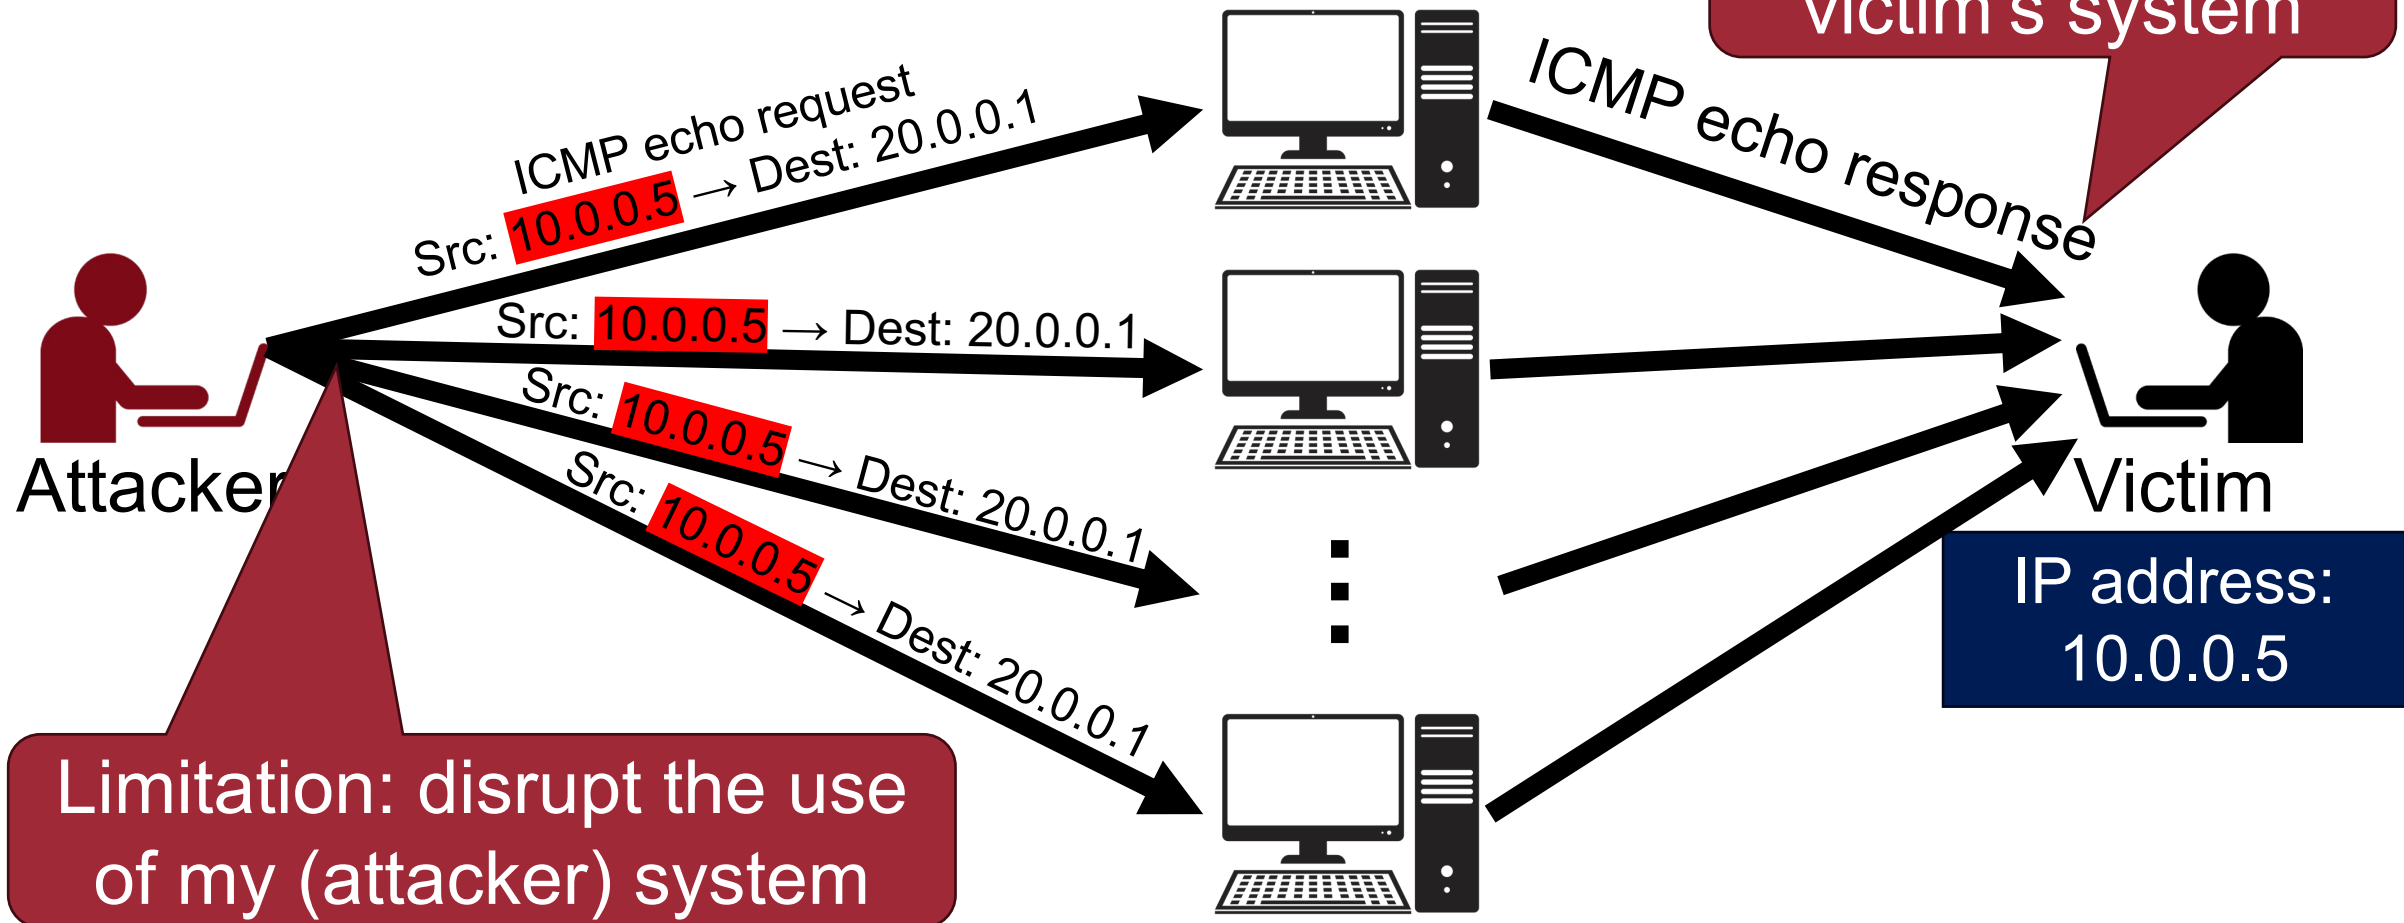 victim's system
ICMP echo request
Src: 10.0.0.5 → Dest: 20.0.0.1
ICMP echo response
Src: 10.0.0.5 → Dest: 20.0.0.1
Src: 10.0.0.5 → Dest: 20.0.0.1
Src: 10.0.0.5 → Dest: 20.0.0.1
Attacker
Victim
IP address:
10.0.0.5
Limitation: disrupt the use
of my (attacker) system